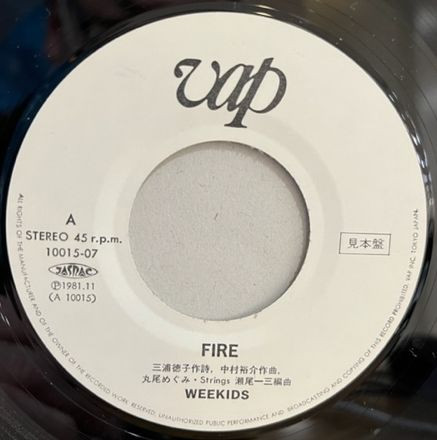 vap
A
STEREO 45 r.p.m.
10015-07
JASRAC
Ⓟ1981.11
(A 10015)
見本盤
FIRE
三浦徳子作詩, 中村裕介作曲,
丸尾めぐみ・Strings 瀬尾一三編曲
WEEKIDS
ALL RIGHTS OF THE MANUFACTURER AND OF THE OWNER OF THE RECORDED WORK RESERVED. UNAUTHORIZED PUBLIC PERFORMANCE AND BROADCASTING AND COPYING OF THIS RECORD PROHIBITED. VAP INC. TOKYO JAPAN.